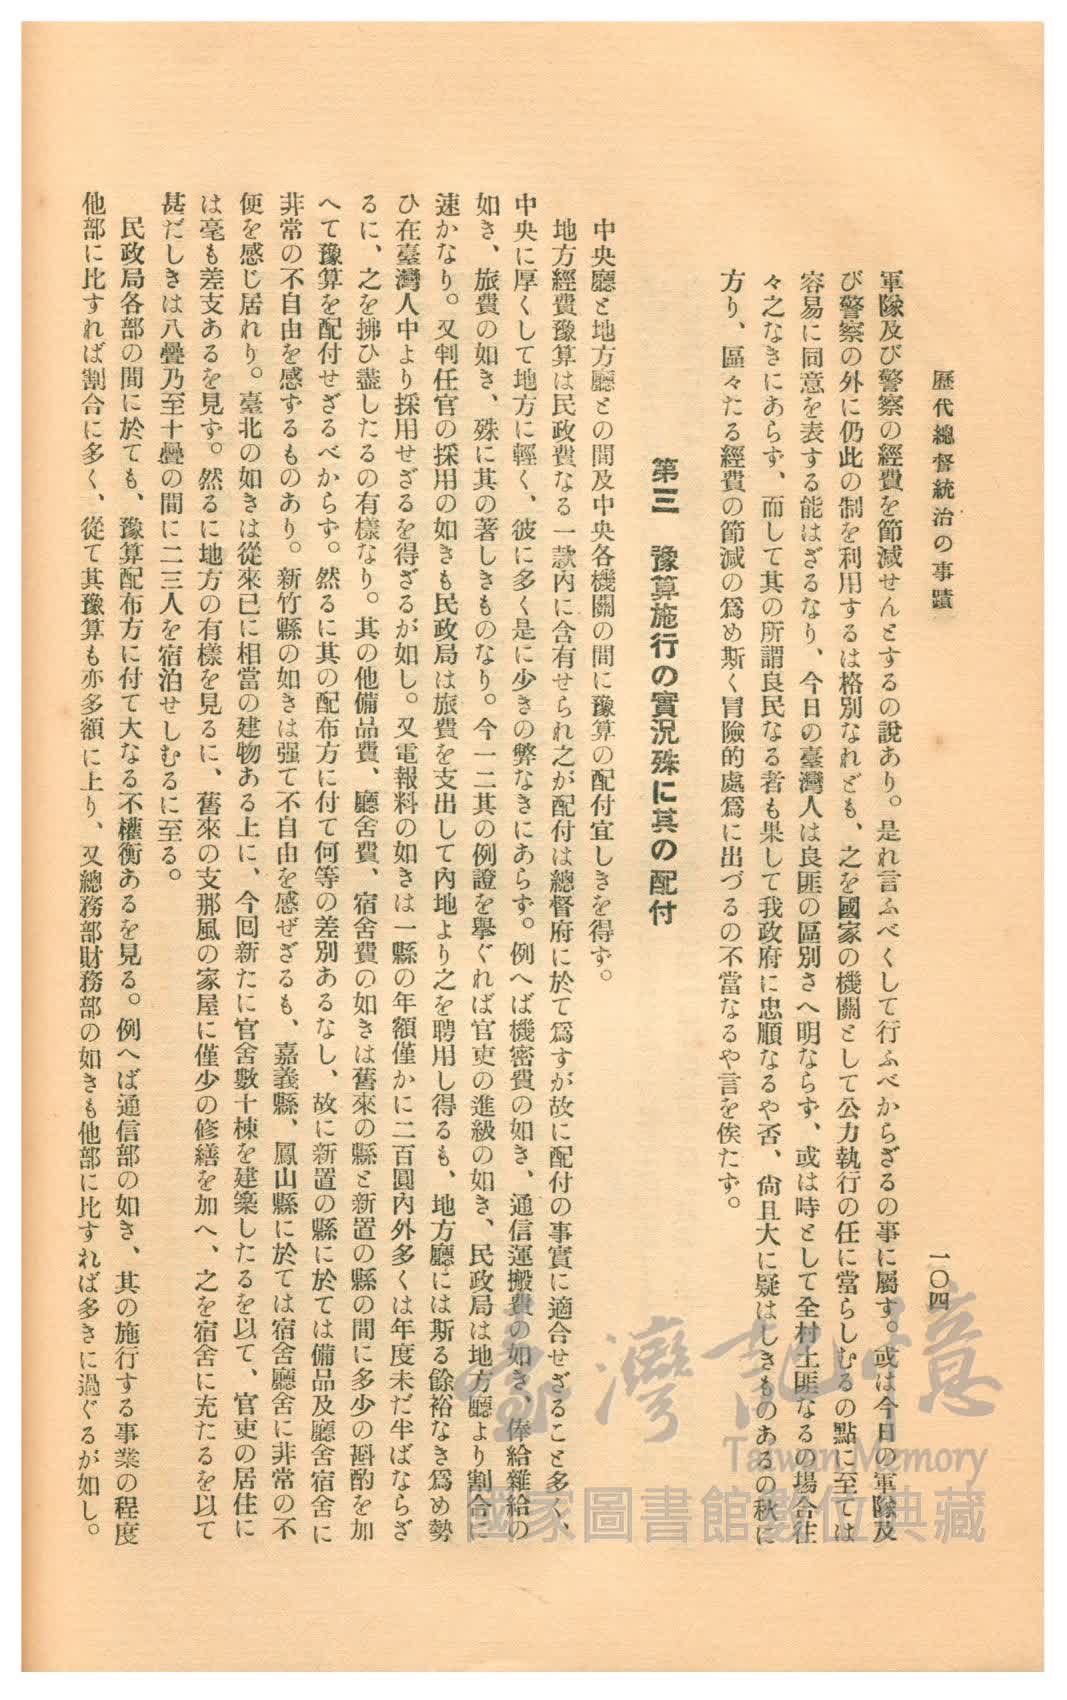 歷代總督統治の事蹟
一〇四
軍隊及び警察の經費を節減せんとするの說あり。是れ言ふべくして行ふべからざるの事に屬す。或は今日の軍隊及
び警察の外に仍此の制を利用するは格別なれども、之を國家の機關として公力執行の任に當らしむるの點に至ては
容易に同意を表する能はざるなり、今日の臺灣人は良匪の區別さへ明ならず、或は時として全村土匪なるの場合往
々之なきにあらず、而して其の所謂良民なる者も果して我政府に忠順なるや否、尙且大に疑はしきものあるの秋に
方り、區々たる經費の節減の爲め斯く冒險的處爲に出づるの不當なるや言を俟たず。
第三 豫算施行の實況殊に其の配付
中央廳と地方廳との間及中央各機關の間に豫算の配付宜しきを得ず。
地方經費豫算は民政費なる一款內に含有せられ之が配付は總督府に於て爲すが故に配付の事實に適合せざること多く、
中央に厚くして地方に輕く、彼に多く是に少きの弊なきにあらず。例へば機密費の如き、通信運搬費の如き、俸給雜給の
如き、旅費の如き、殊に其の著しきものなり。今一二其の例證を擧ぐれば官吏の進級の如き、民政局は地方廳より割合に
速かなり。又判任官の採用の如きも民政局は旅費を支出して內地より之を聘用し得るも、地方廳には斯る餘裕なき爲め勢
ひ在臺灣人中より採用せざるを得ざるが如し。又電報料の如きは一縣の年額僅かに二百圓內外多くは年度未だ半ばならざ
るに、之を拂ひ盡したるの有樣なり。其の他備品費、廳舍費、宿舍費の如きは舊來の縣と新置の縣の間に多少の斟酌を加
へて豫算を配付せざるべからず。然るに其の配布方に付て何等の差別あるなし、故に新置の縣に於ては備品及廳舍宿舍に
非常の不自由を感ずるものあり。新竹縣の如きは强て不自由を感ぜざるも、嘉義縣、鳳山縣に於ては宿舍廳舍に非常の不
便を感じ居れり。臺北の如きは從來已に相當の建物ある上に、今回新たに官舍數十棟を建築したるを以て、官吏の居住に
は毫も差支あるを見す。然るに地方の有樣を見るに、舊來の支那風の家屋に僅少の修繕を加へ、之を宿舍に充たるを以て
甚だしきは八疊乃至十疊の間に二三人を宿泊せしむるに至る。
民政局各部の間に於ても、豫算配布方に付て大なる不權衡あるを見る。例へば通信部の如き、其の施行する事業の程度
他部に比すれば割合に多く、從て其豫算も亦多額に上り、又總務部財務部の如きも他部に比すれば多きに過ぐるが如し。
臺灣記憶
Taiwan Memory
國家圖書館數位典藏